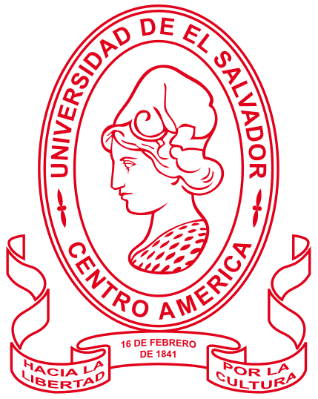 UNIVERSIDAD DE EL SALVADOR
CENTRO AMERICA
16 DE FEBRERO
DE 1841
HACIA LA
LIBERTAD
POR LA
CULTURA